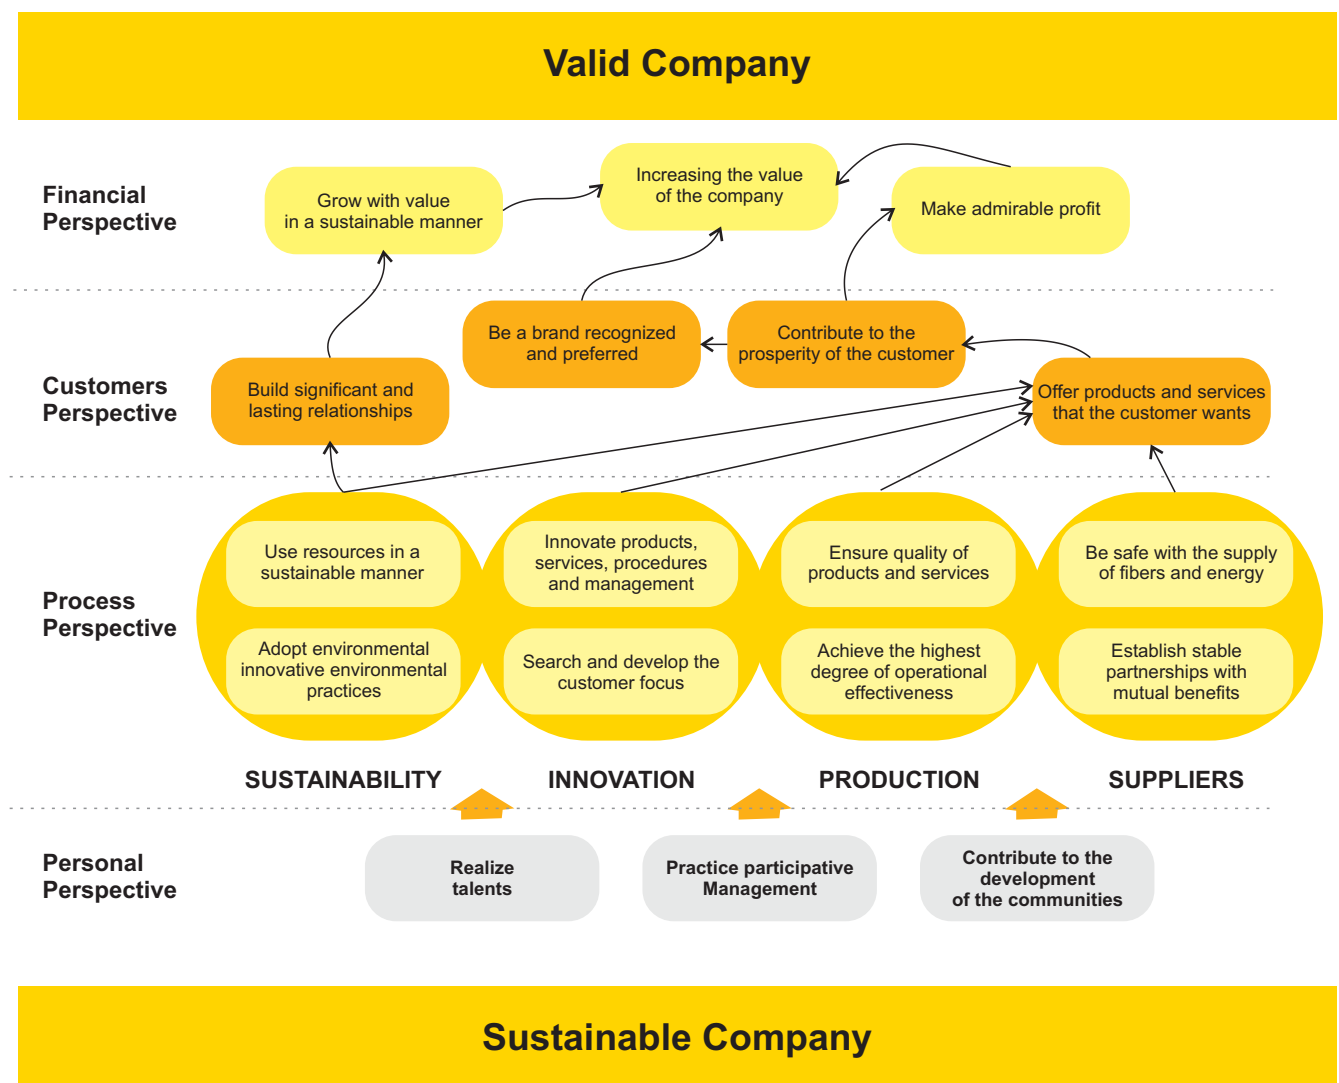 Valid Company
Financial
Perspective
Grow with value
in a sustainable manner
Increasing the value
of the company
Make admirable profit
Customers
Perspective
Build significant and
lasting relationships
Be a brand recognized
and preferred
Contribute to the
prosperity of the customer
Offer products and services
that the customer wants
Process
Perspective
Use resources in a
sustainable manner
Adopt environmental
innovative environmental
practices
Innovate products,
services, procedures
and management
Search and develop the
customer focus
Ensure quality of
products and services
Achieve the highest
degree of operational
effectiveness
Be safe with the supply
of fibers and energy
Establish stable
partnerships with
mutual benefits
SUSTAINABILITY
INNOVATION
PRODUCTION
SUPPLIERS
Personal
Perspective
Realize
talents
Practice participative
Management
Contribute to the
development
of the communities
Sustainable Company